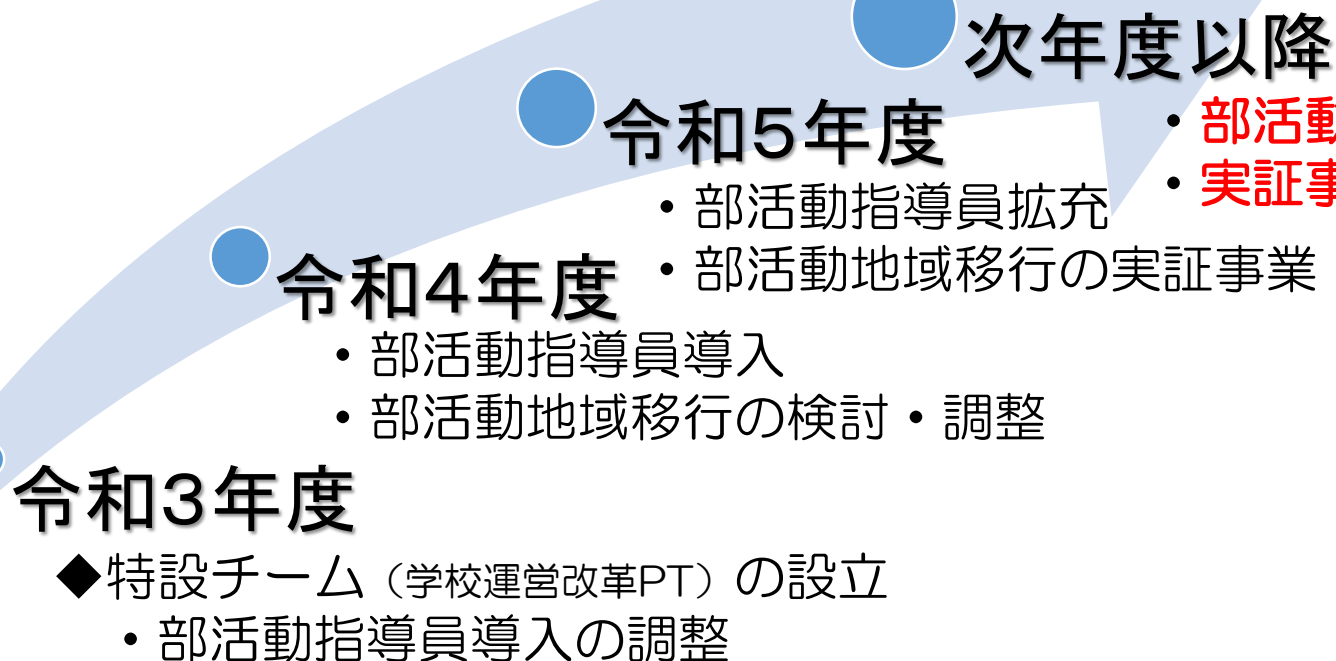 次年度以降
・部活動
・実証事
令和5年度
・部活動指導員拡充
・部活動地域移行の実証事業
令和4年度
・部活動指導員導入
・部活動地域移行の検討・調整
令和3年度
◆特設チーム（学校運営改革PT）の設立
・部活動指導員導入の調整